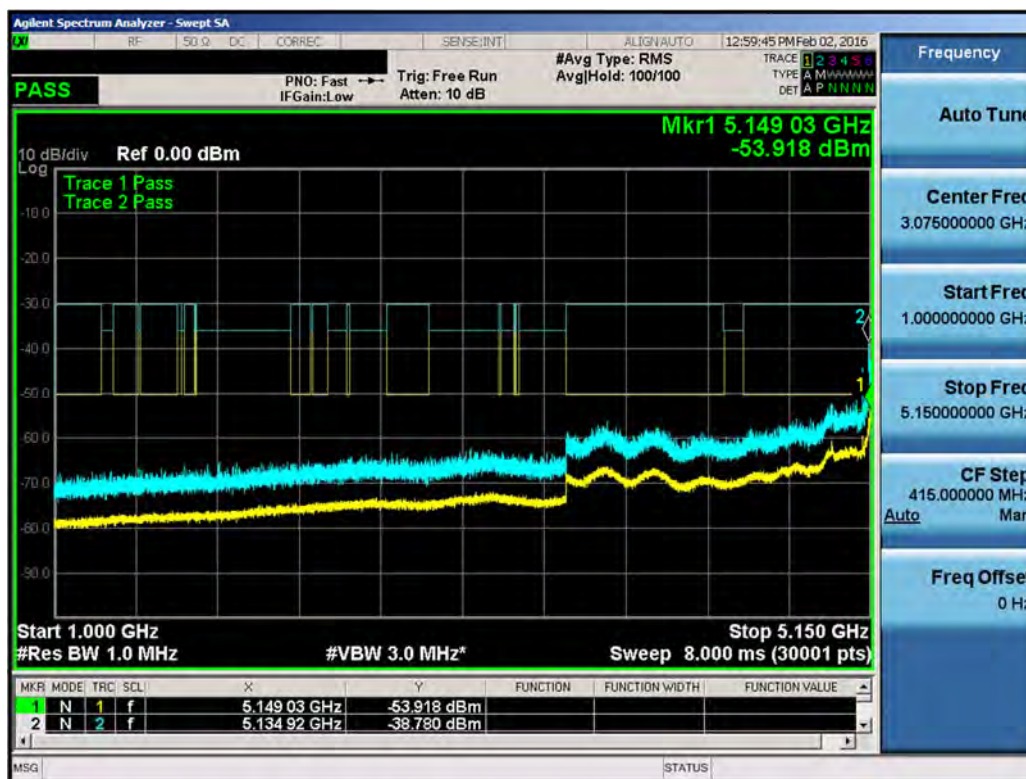 Agilent Spectrum Analyzer - Swept SA
RF 50 Ω DC CORREC SENSE:INT ALIGNAUTO 12:59:45 PM Feb 02, 2016
PASS
PNO: Fast
IFGain:Low
Trig: Free Run
Atten: 10 dB
#Avg Type: RMS
Avg|Hold: 100/100
TRACE 1 2 3 4 5 6
TYPE A M W W W W
DET A P N N N N
Mkr1 5.149 03 GHz
-53.918 dBm
10 dB/div Ref 0.00 dBm
Log
Trace 1 Pass
Trace 2 Pass
-10.0
-20.0
-30.0
-40.0
-50.0
-60.0
-70.0
-80.0
-90.0
2
1
Start 1.000 GHz Stop 5.150 GHz
#Res BW 1.0 MHz #VBW 3.0 MHz* Sweep 8.000 ms (30001 pts)
MKR MODE TRC SCL X Y FUNCTION FUNCTION WIDTH FUNCTION VALUE
1 N 1 f 5.149 03 GHz -53.918 dBm
2 N 2 f 5.134 92 GHz -38.780 dBm
MSG STATUS
Frequency
Auto Tune
Center Freq
3.075000000 GHz
Start Freq
1.000000000 GHz
Stop Freq
5.150000000 GHz
CF Step
415.000000 MHz
Auto Man
Freq Offset
0 Hz